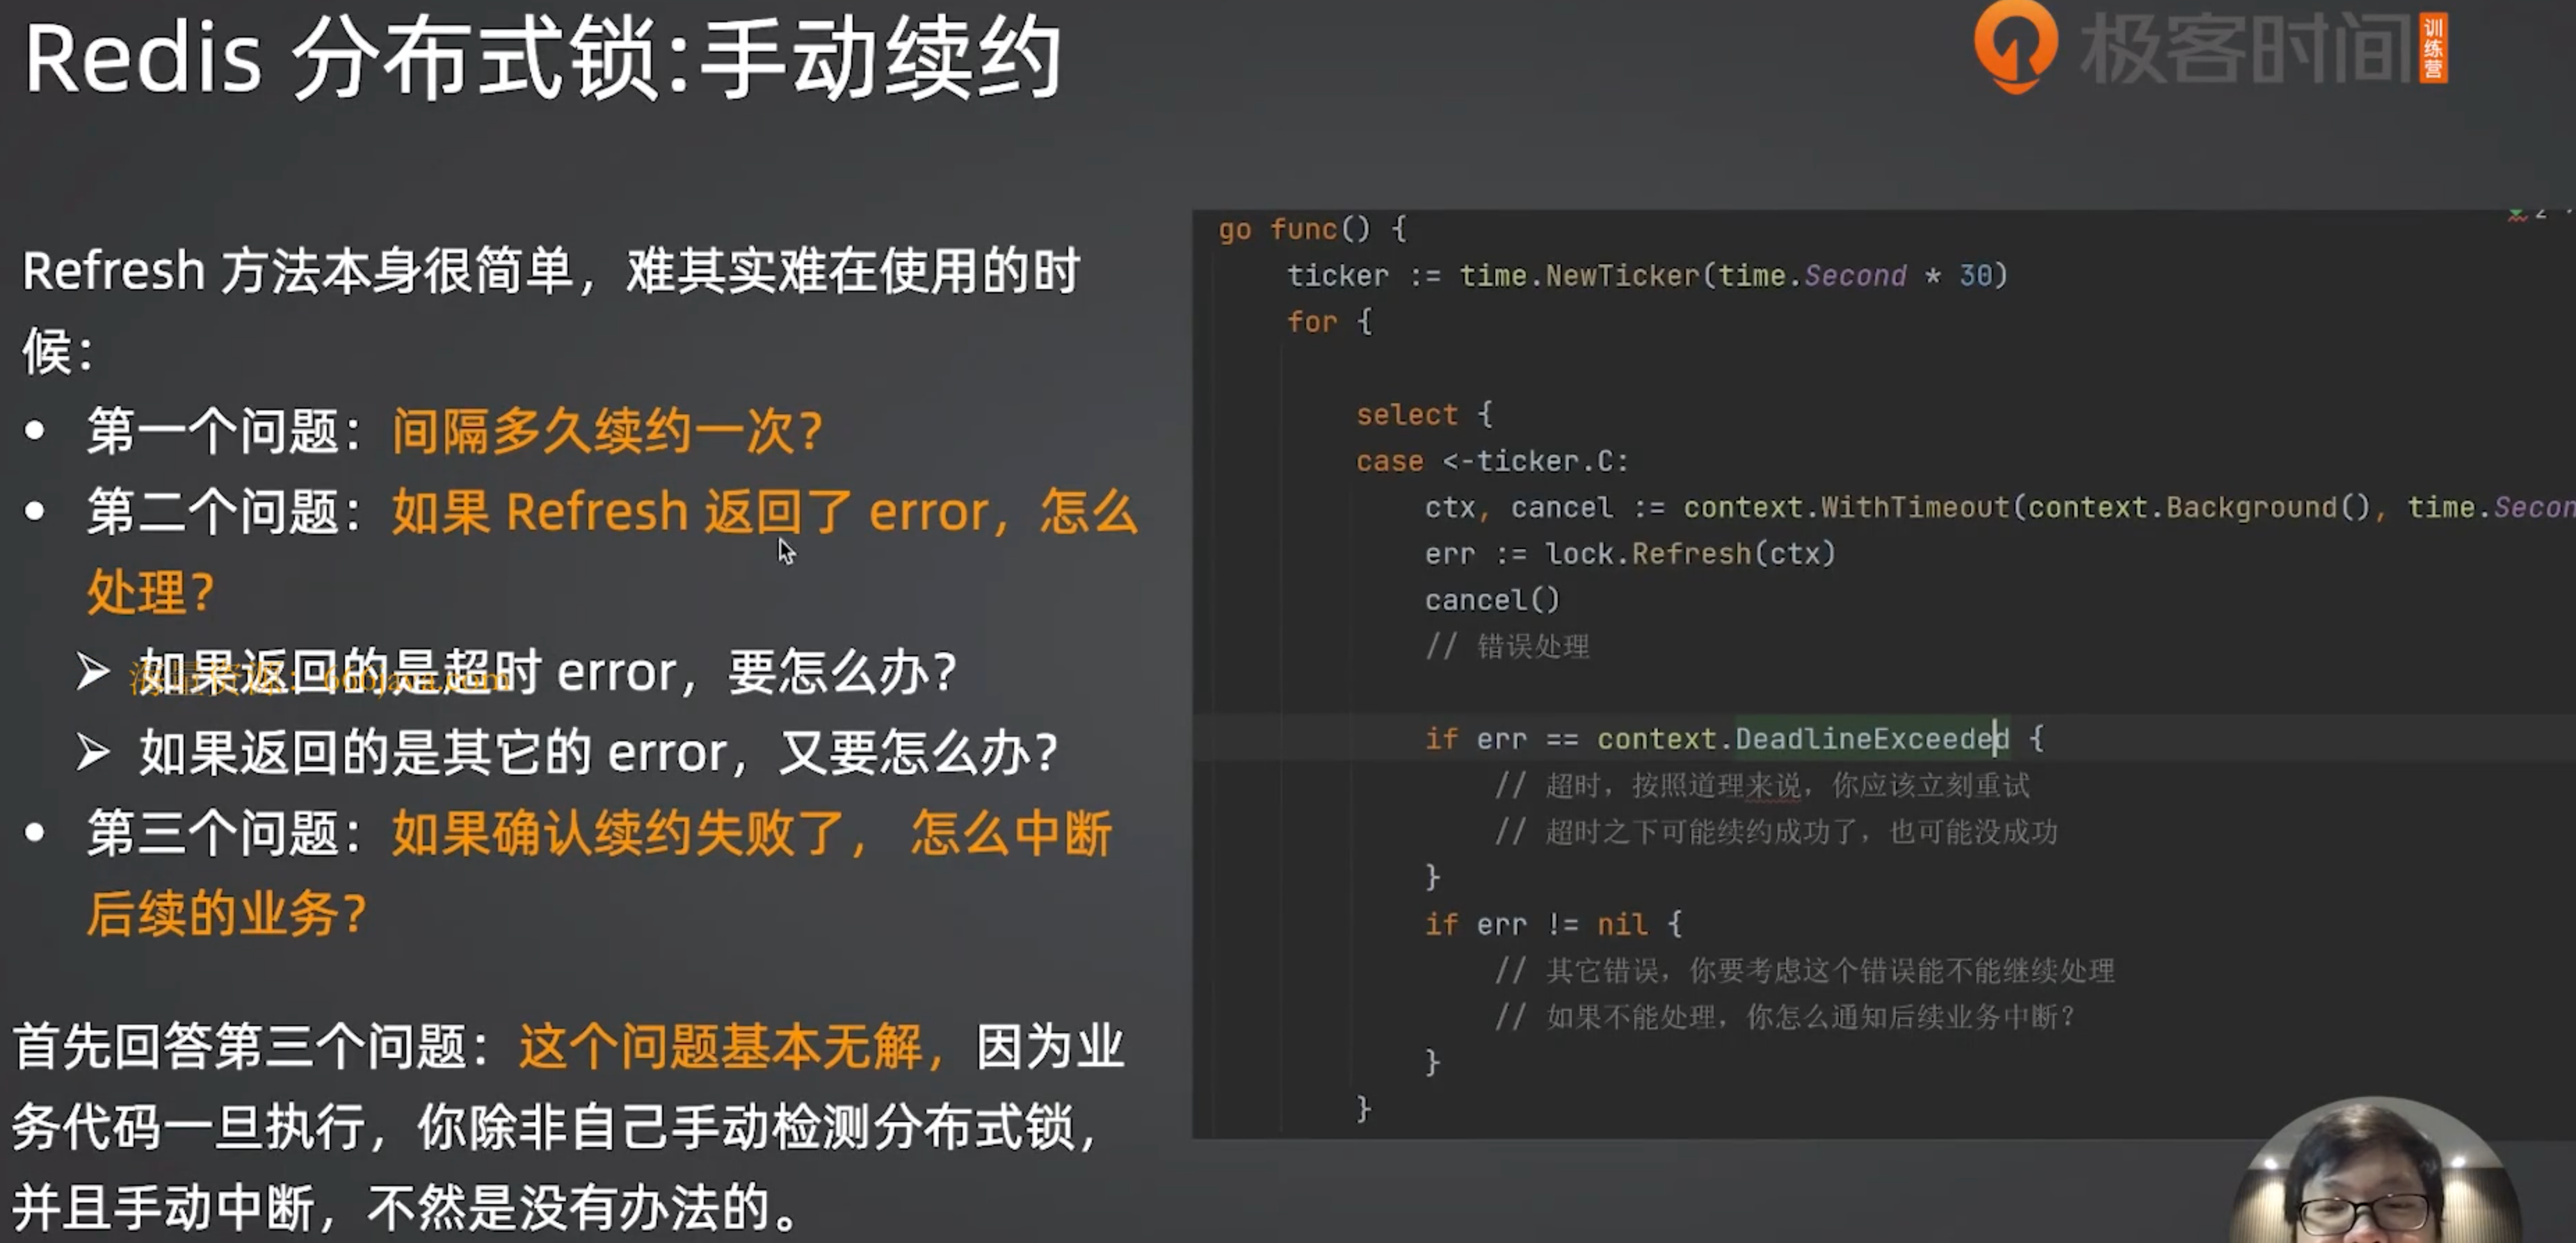 Redis 分布式锁:手动续约
极客时间
训练营
Refresh 方法本身很简单，难其实难在使用的时
候：
• 第一个问题：间隔多久续约一次？
• 第二个问题：如果 Refresh 返回了 error，怎么
处理？
➢ 如果返回的是超时 error，要怎么办？
海量资源：666java.com
➢ 如果返回的是其它的 error，又要怎么办？
• 第三个问题：如果确认续约失败了， 怎么中断
后续的业务？
首先回答第三个问题：这个问题基本无解，因为业
务代码一旦执行，你除非自己手动检测分布式锁，
并且手动中断，不然是没有办法的。
go func() {
ticker := time.NewTicker(time.Second * 30)
for {
select {
case <-ticker.C:
ctx, cancel := context.WithTimeout(context.Background(), time.Secon
err := lock.Refresh(ctx)
cancel()
// 错误处理
if err == context.DeadlineExceeded {
// 超时，按照道理来说，你应该立刻重试
// 超时之下可能续约成功了，也可能没成功
}
if err != nil {
// 其它错误，你要考虑这个错误能不能继续处理
// 如果不能处理，你怎么通知后续业务中断？
}
}